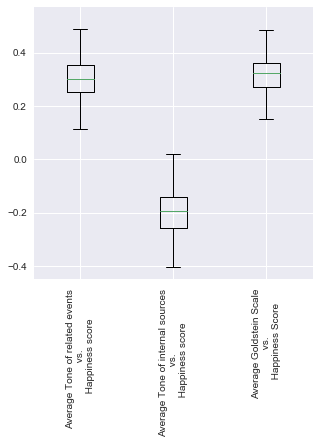 0.4
0.2
0.0
−0.2
−0.4
Average Tone of related events
vs.
Happiness score
Average Tone of internal sources
vs.
Happiness score
Average Goldstein Scale
vs.
Happiness Score